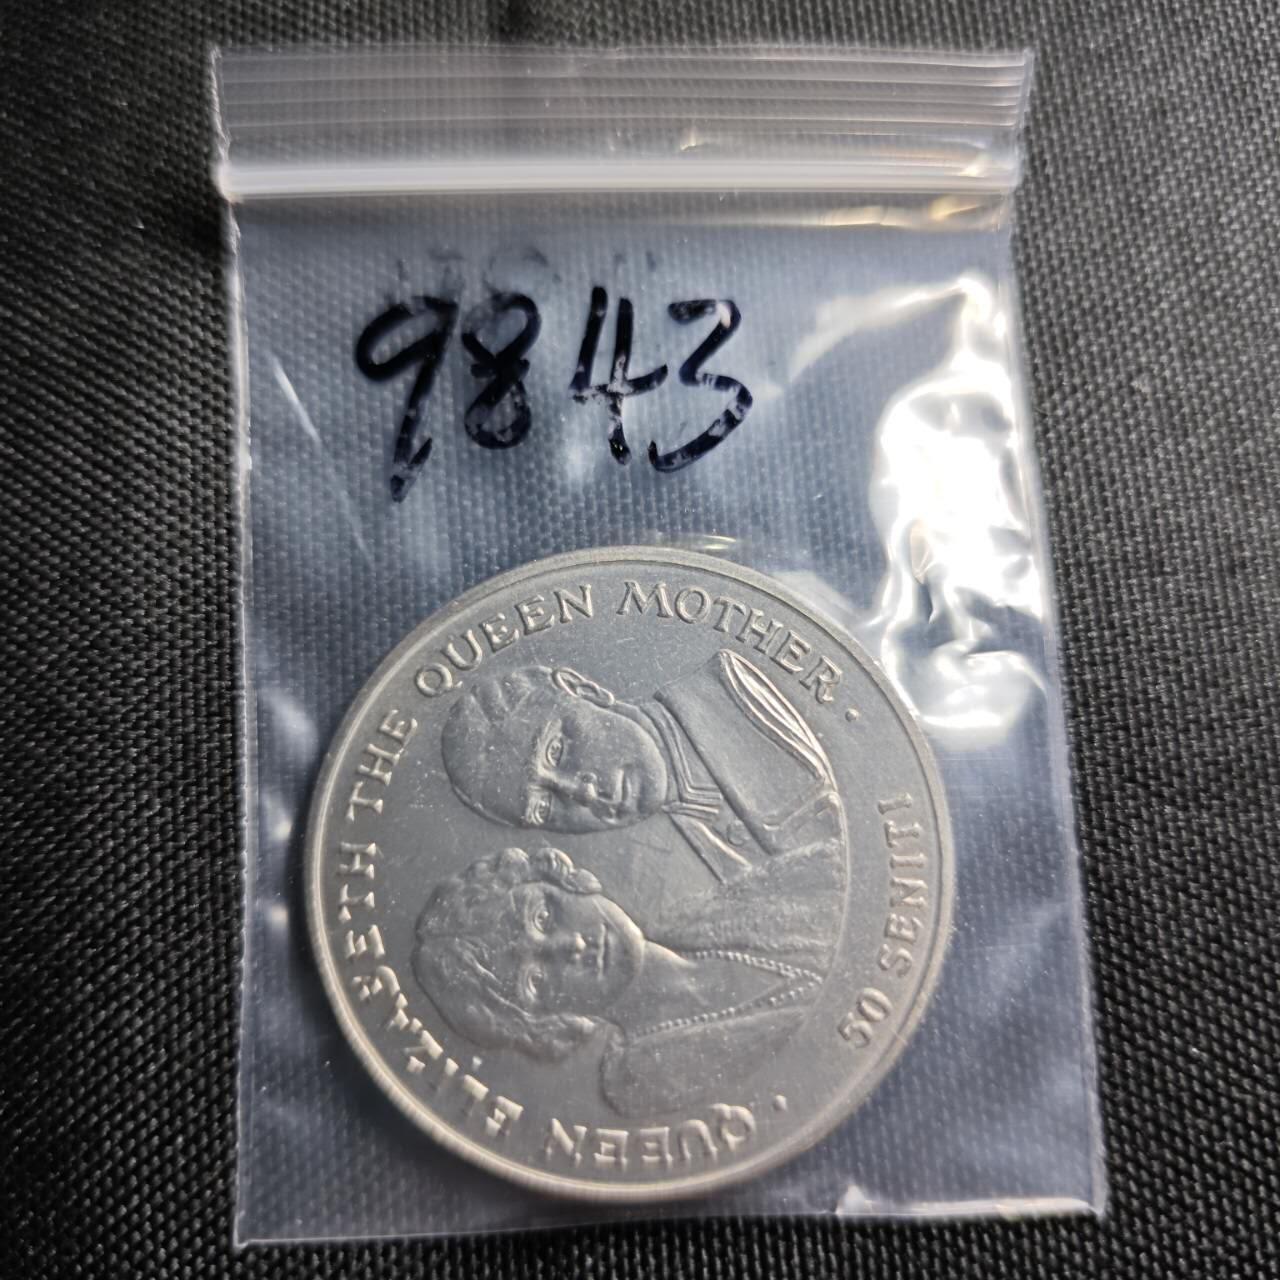 9843
QUEEN ELIZABETH THE QUEEN MOTHER
50 SENITI